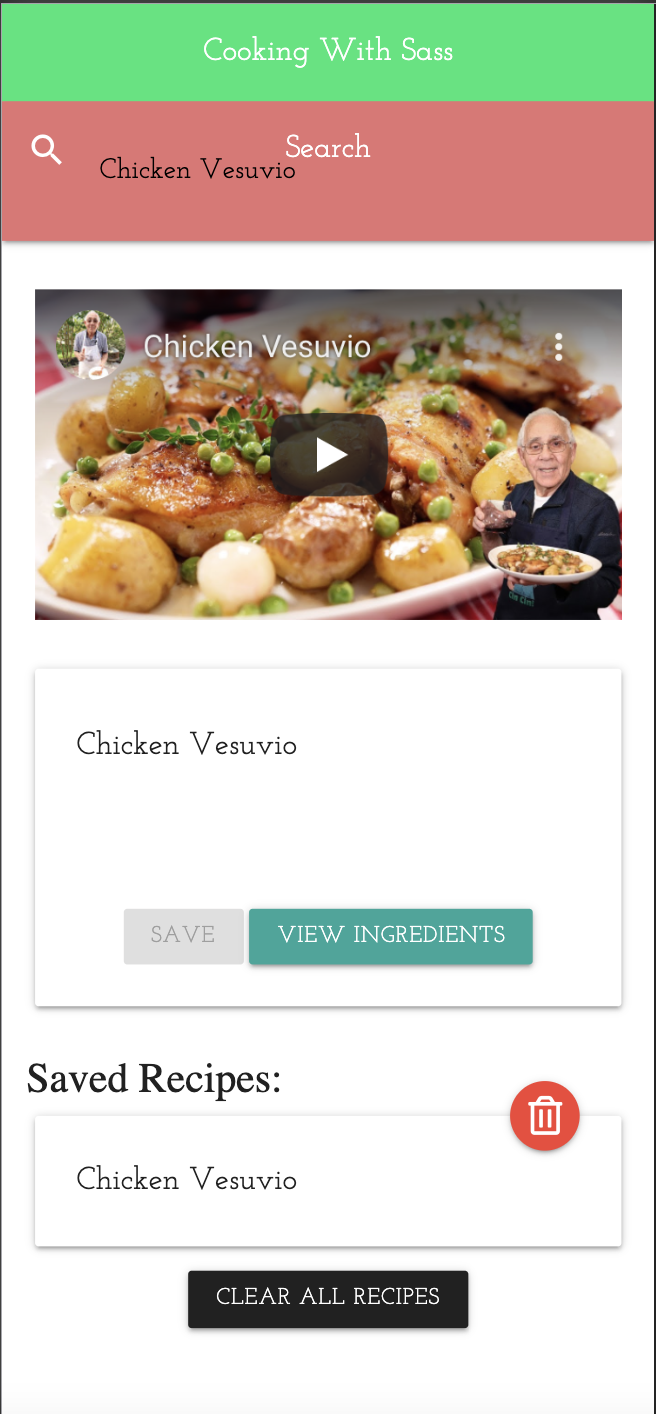 Cooking With Sass
Search
Chicken Vesuvio
Chicken Vesuvio
Chicken Vesuvio
SAVE VIEW INGREDIENTS
Saved Recipes:
Chicken Vesuvio
CLEAR ALL RECIPES